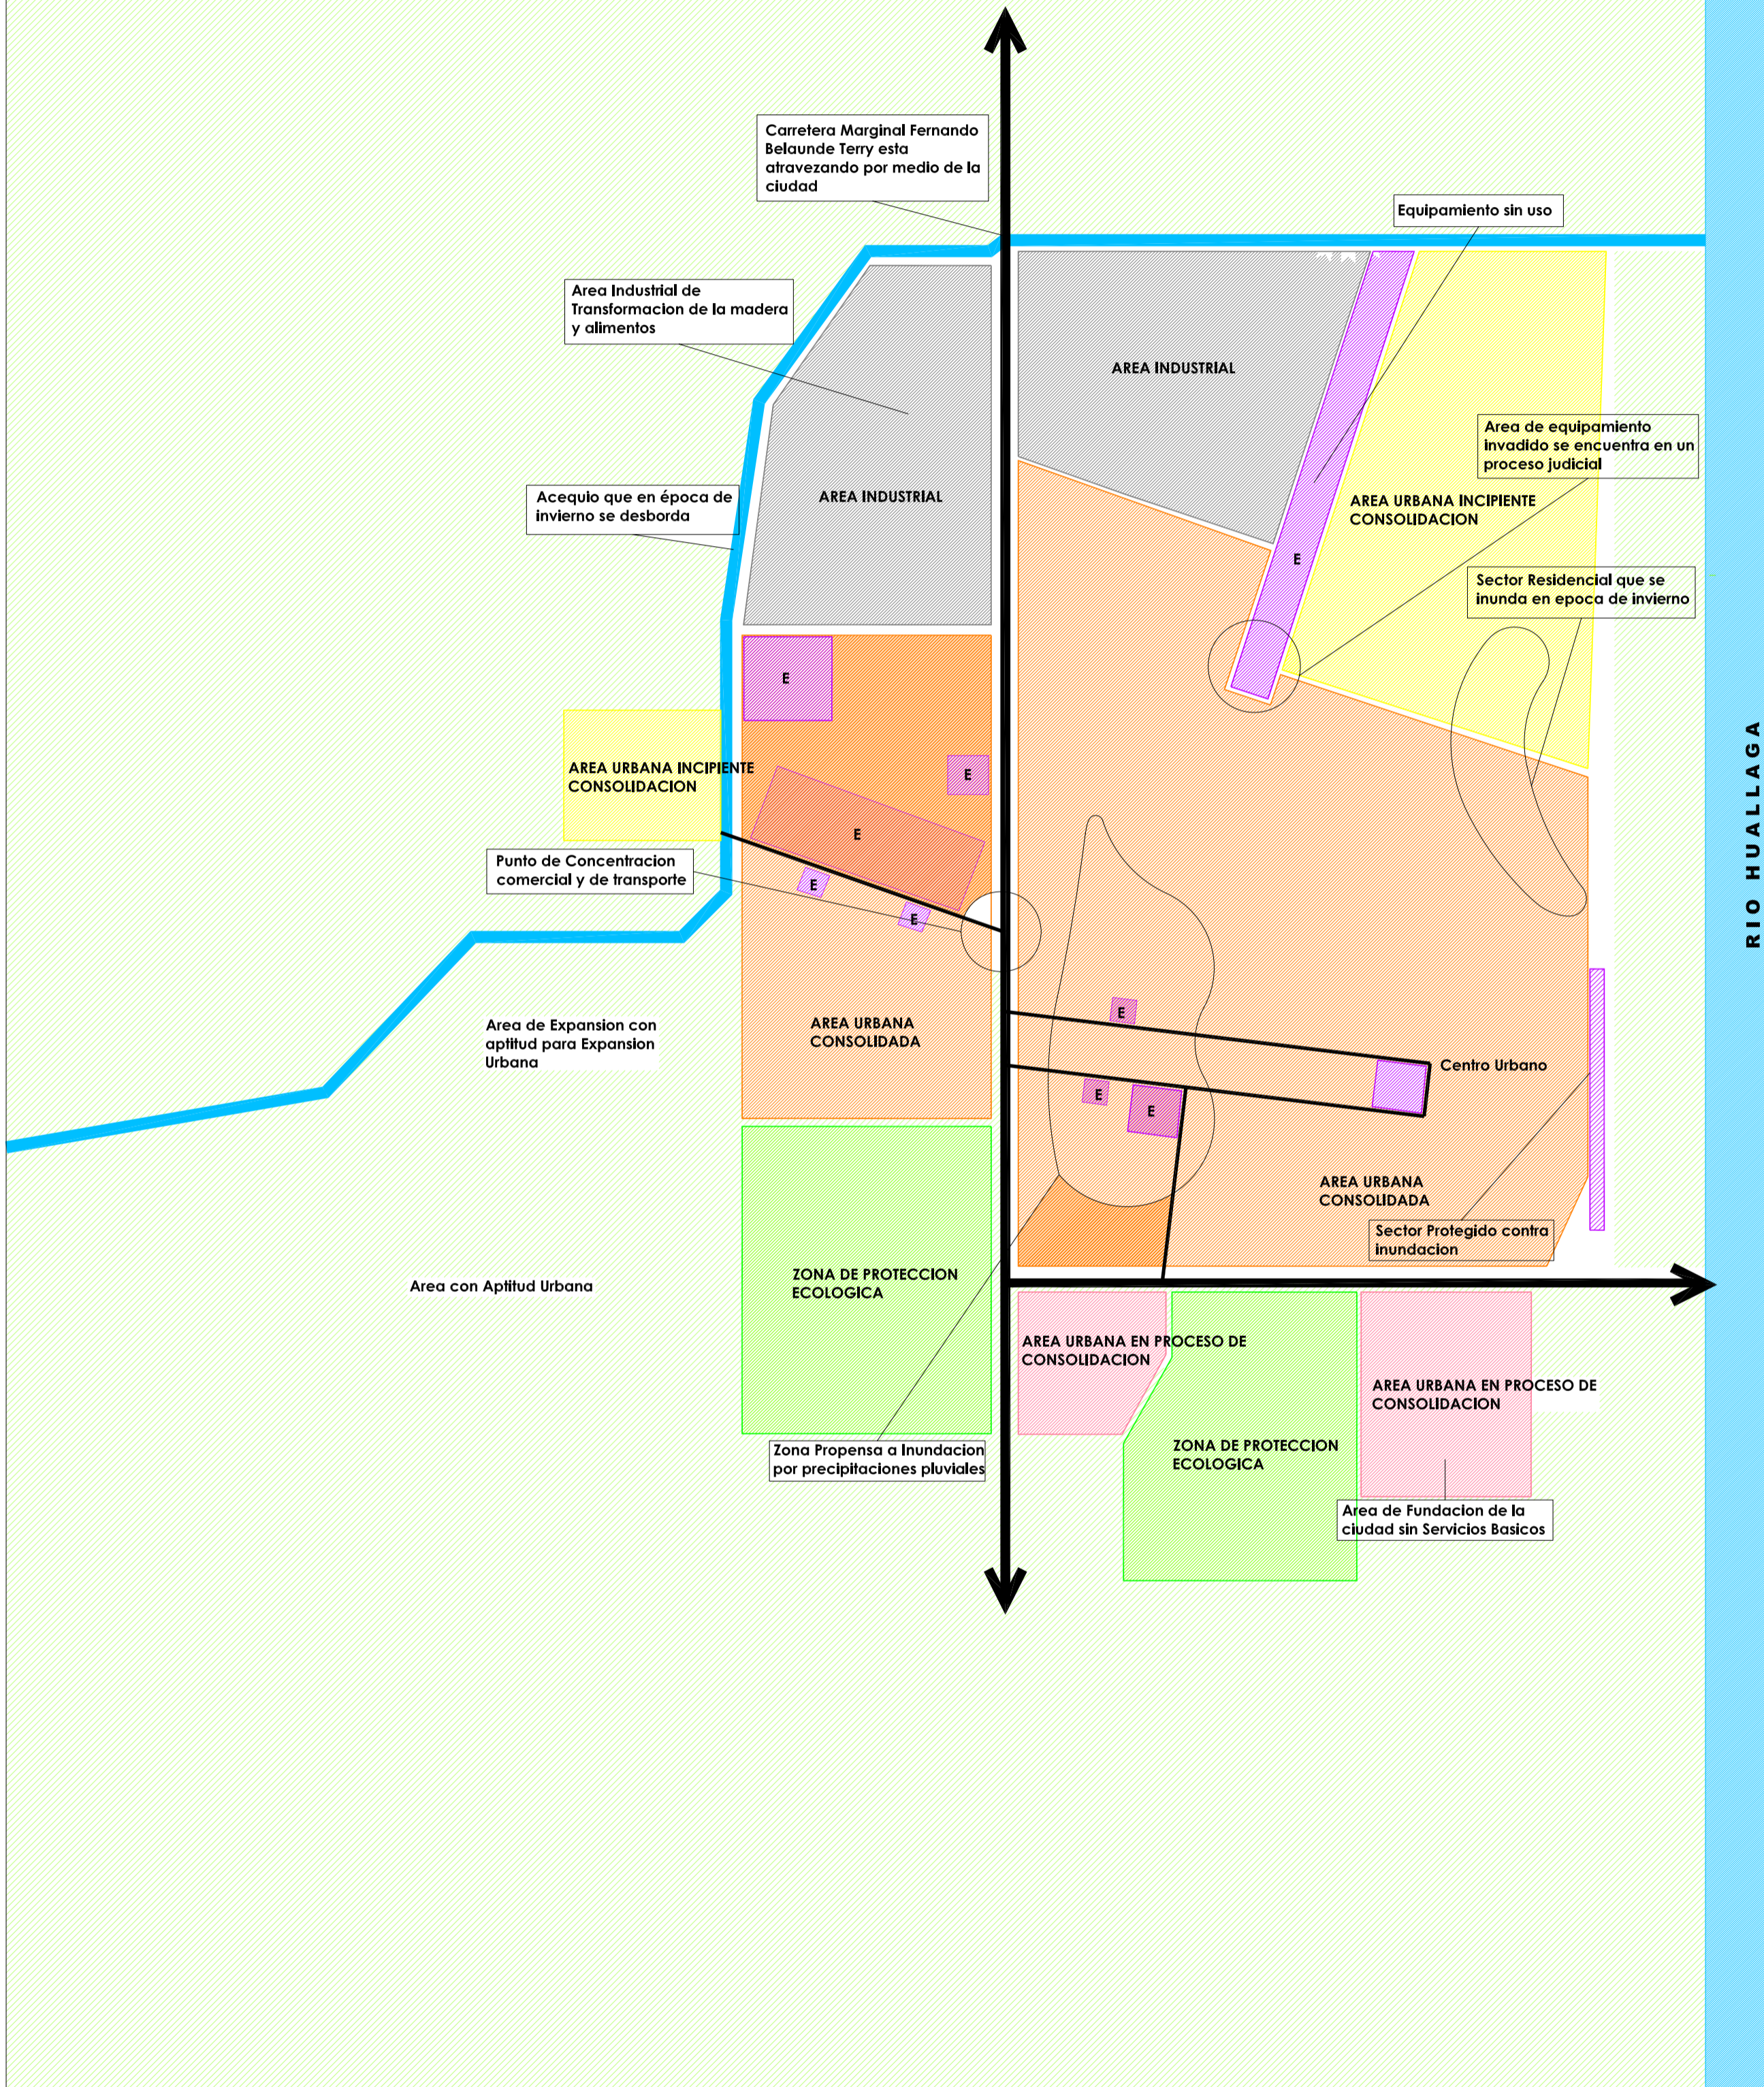 Carretera Marginal Fernando
Belaunde Terry esta
atravezando por medio de la
ciudad
Equipamiento sin uso
Area Industrial de
Transformacion de la madera
y alimentos
AREA INDUSTRIAL
Area de equipamiento
invadido se encuentra en un
proceso judicial
Acequio que en época de
invierno se desborda
AREA INDUSTRIAL
AREA URBANA INCIPIENTE
CONSOLIDACION
E
Sector Residencial que se
inunda en epoca de invierno
E
AREA URBANA INCIPIENTE
CONSOLIDACION
E
E
RIO HUALLAGA
Punto de Concentracion
comercial y de transporte
E
E
Area de Expansion con
aptitud para Expansion
Urbana
AREA URBANA
CONSOLIDADA
E
Centro Urbano
E
E
AREA URBANA
CONSOLIDADA
Sector Protegido contra
inundacion
Area con Aptitud Urbana
ZONA DE PROTECCION
ECOLOGICA
AREA URBANA EN PROCESO DE
CONSOLIDACION
AREA URBANA EN PROCESO DE
CONSOLIDACION
Zona Propensa a Inundacion
por precipitaciones pluviales
ZONA DE PROTECCION
ECOLOGICA
Area de Fundacion de la
ciudad sin Servicios Basicos